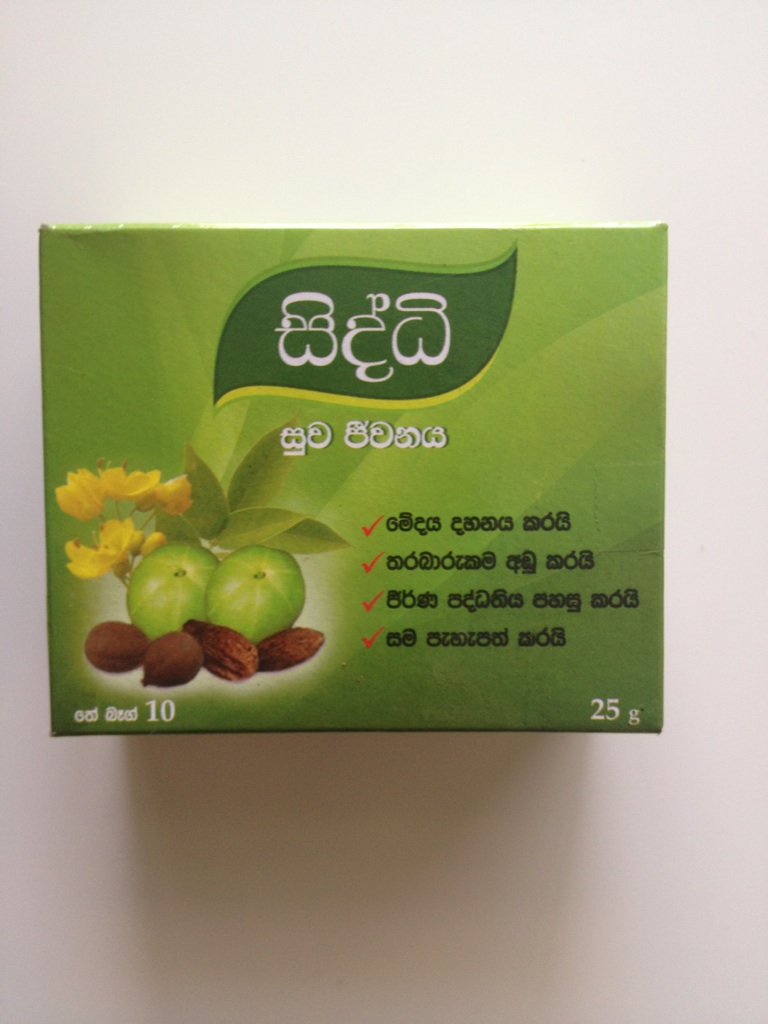 සිද්ධි
සුව ජීවනය
මේදය දහනය කරයි
තරබාරුකම අඩු කරයි
ජීර්ණ පද්ධතිය පහසු කරයි
සම පැහැපත් කරයි
තේ බෑග් 10
25 g